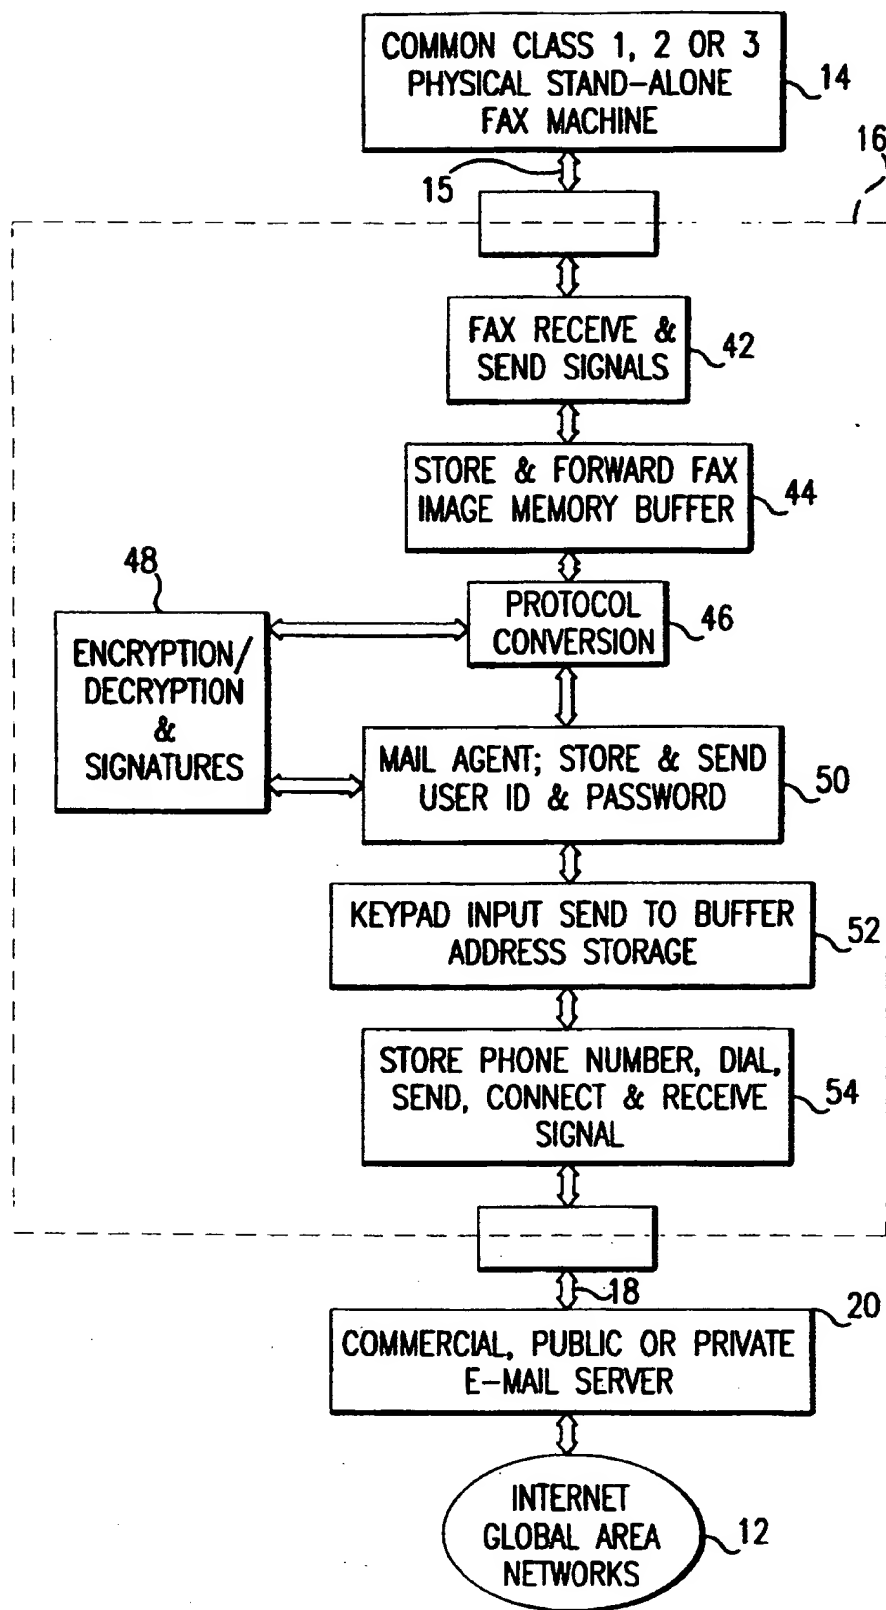 COMMON CLASS 1, 2 OR 3
PHYSICAL STAND-ALONE
FAX MACHINE
14
15
16
FAX RECEIVE &
SEND SIGNALS
42
STORE & FORWARD FAX
IMAGE MEMORY BUFFER
44
48
PROTOCOL
CONVERSION
46
ENCRYPTION/
DECRYPTION
&
SIGNATURES
MAIL AGENT; STORE & SEND
USER ID & PASSWORD
50
KEYPAD INPUT SEND TO BUFFER
ADDRESS STORAGE
52
STORE PHONE NUMBER, DIAL,
SEND, CONNECT & RECEIVE
SIGNAL
54
18
20
COMMERCIAL, PUBLIC OR PRIVATE
E-MAIL SERVER
INTERNET
GLOBAL AREA
NETWORKS
12